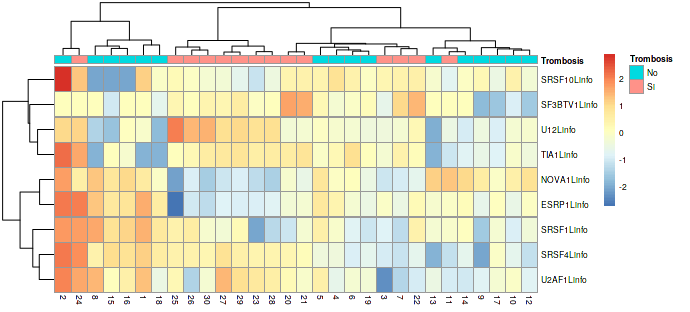 Trombosis
SRSF10Linfo
SF3BTV1Linfo
U12Linfo
TIA1Linfo
NOVA1Linfo
ESRP1Linfo
SRSF1Linfo
SRSF4Linfo
U2AF1Linfo
2 24 8 15 16 1 18 25 26 30 27 29 23 28 20 21 5 4 6 19 3 7 22 13 11 14 9 17 10 12
2
1
0
-1
-2
Trombosis
No
Si